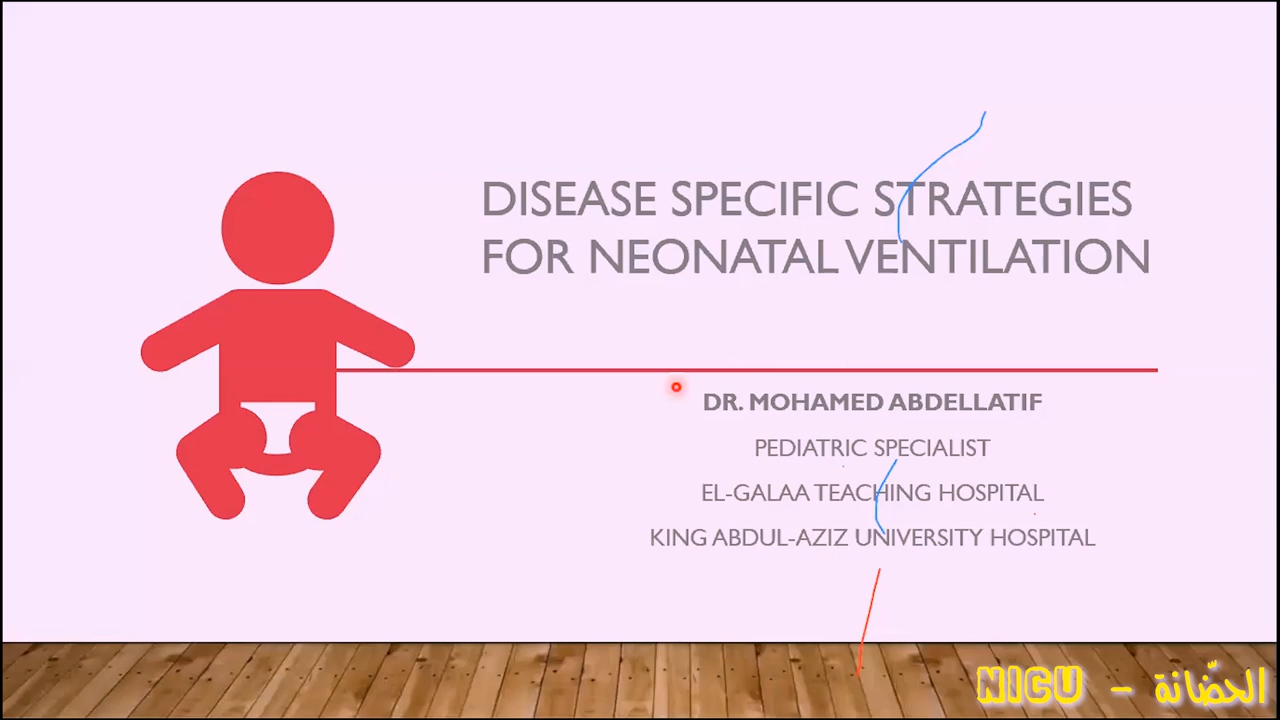 DISEASE SPECIFIC STRATEGIES
FOR NEONATAL VENTILATION
DR. MOHAMED ABDELLATIF
PEDIATRIC SPECIALIST
EL-GALAA TEACHING HOSPITAL
KING ABDUL-AZIZ UNIVERSITY HOSPITAL
NICU - الحضّانة